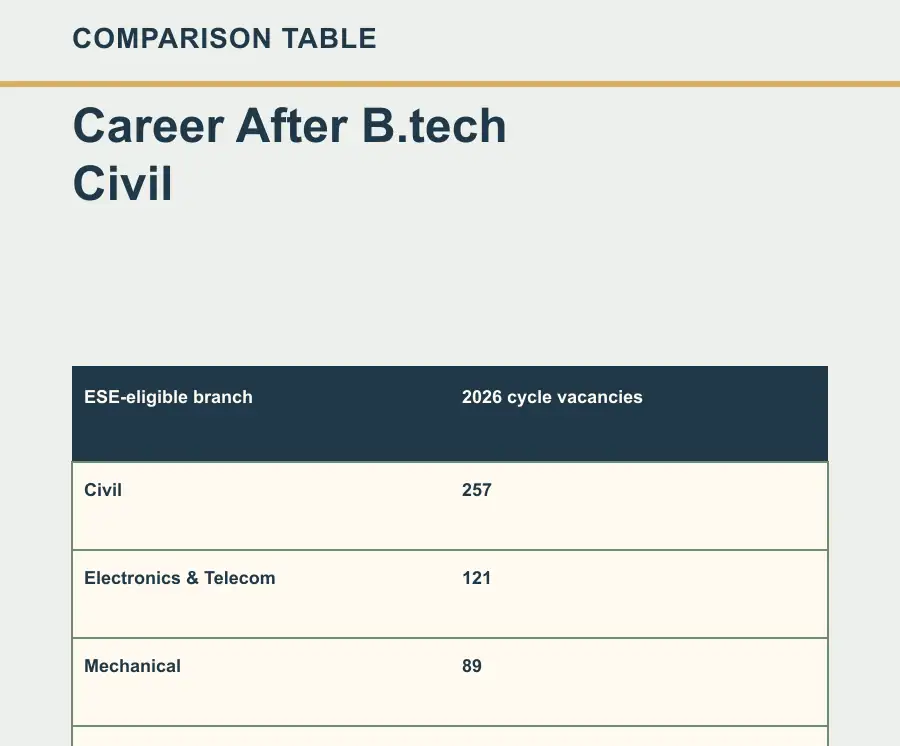 COMPARISON TABLE
Career After B.tech
Civil
ESE-eligible branch 2026 cycle vacancies
Civil 257
Electronics & Telecom 121
Mechanical 89